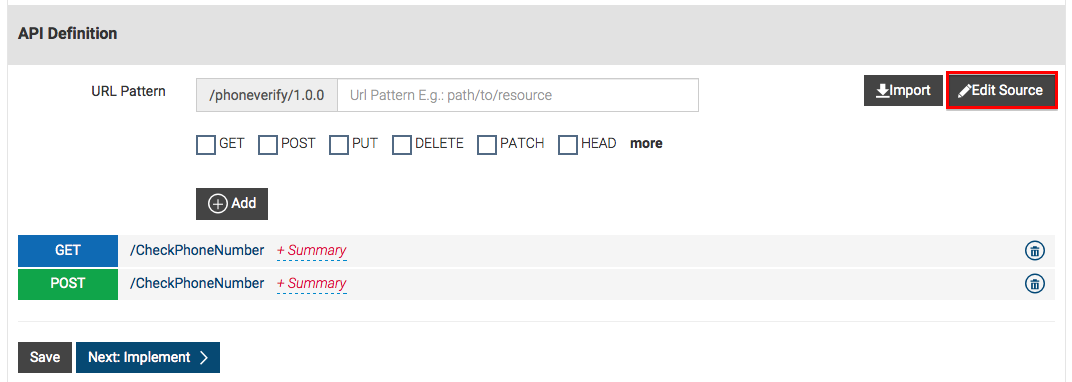 API Definition
URL Pattern /phoneverify/1.0.0 Url Pattern E.g.: path/to/resource Import Edit Source
GET POST PUT DELETE PATCH HEAD more
Add
GET /CheckPhoneNumber + Summary
POST /CheckPhoneNumber + Summary
Save Next: Implement